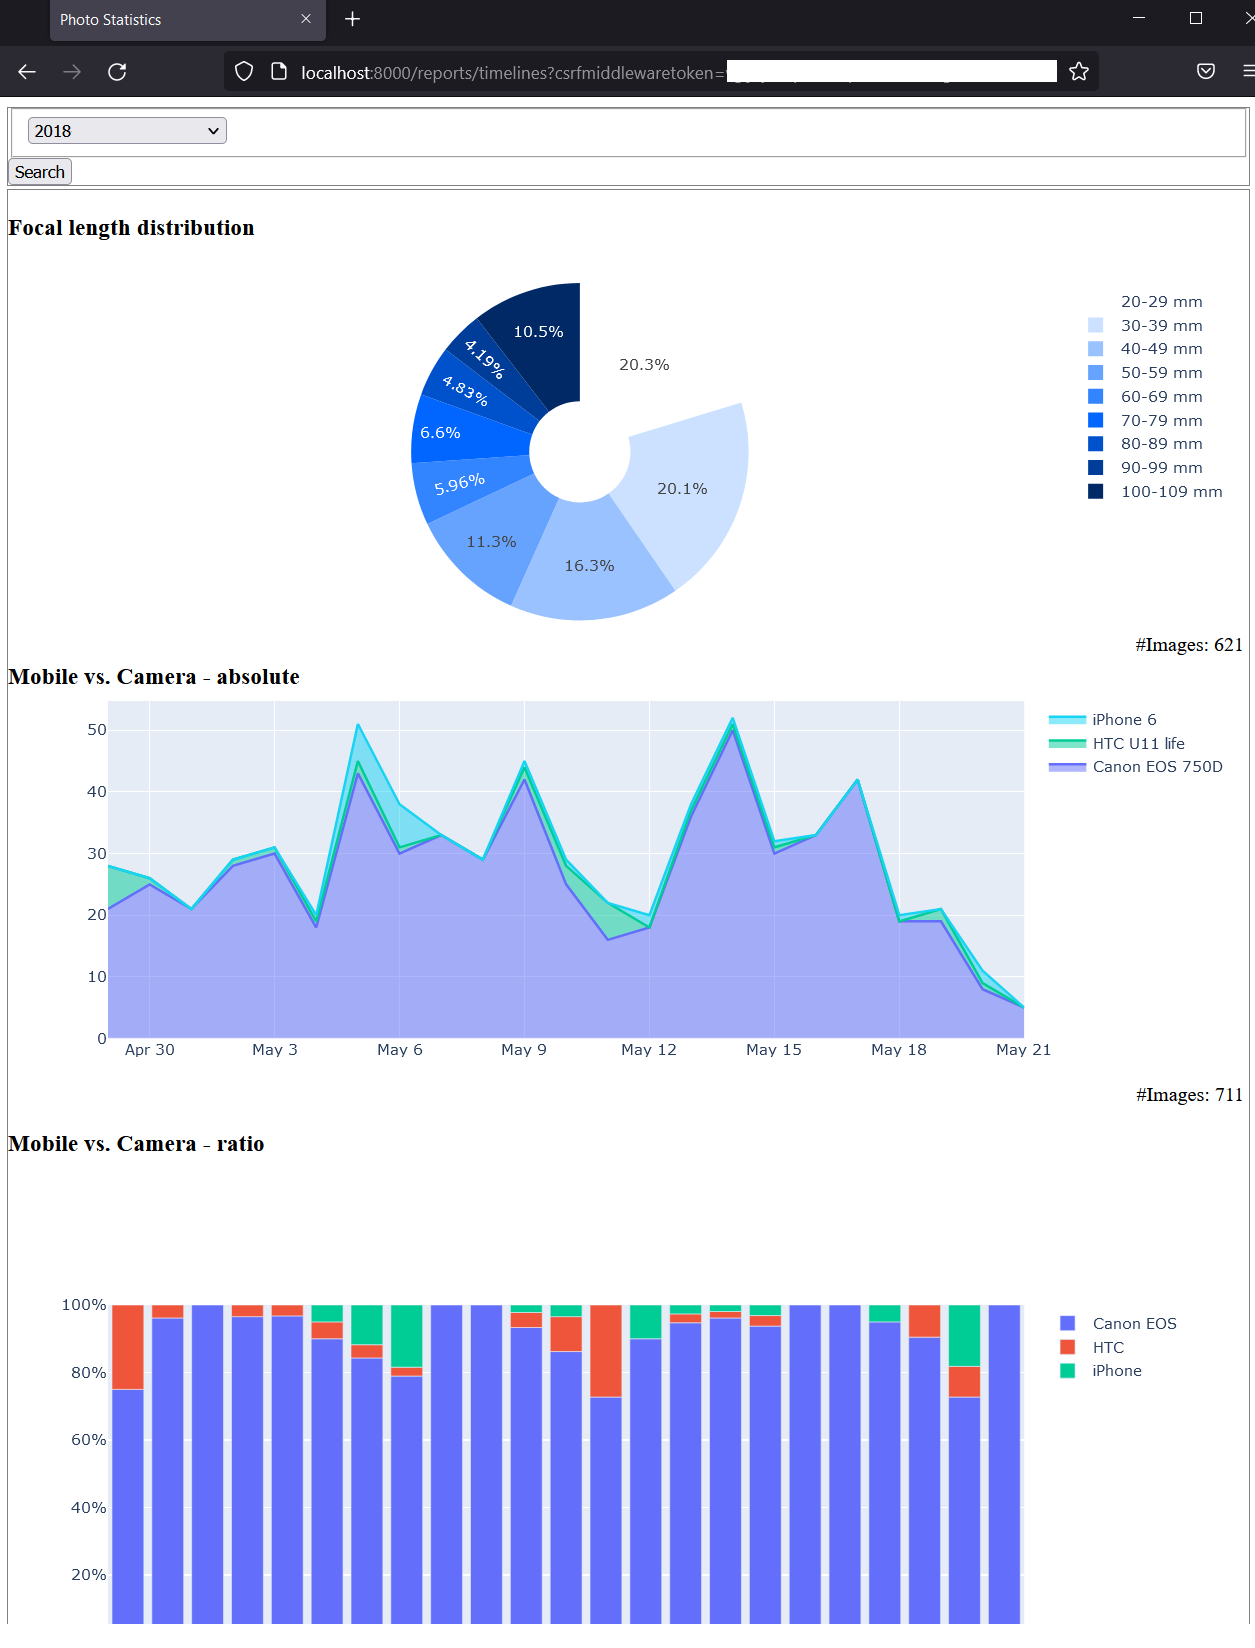 Photo Statistics
localhost:8000/reports/timelines?csrfmiddlewaretoken=
2018
Search
Focal length distribution
10.5%
20.3%
4.19%
4.83%
6.6%
5.96%
20.1%
11.3%
16.3%
20-29 mm
30-39 mm
40-49 mm
50-59 mm
60-69 mm
70-79 mm
80-89 mm
90-99 mm
100-109 mm
#Images: 621
Mobile vs. Camera - absolute
50
40
30
20
10
0
Apr 30 May 3 May 6 May 9 May 12 May 15 May 18 May 21
iPhone 6
HTC U11 life
Canon EOS 750D
#Images: 711
Mobile vs. Camera - ratio
100%
80%
60%
40%
20%
Canon EOS
HTC
iPhone